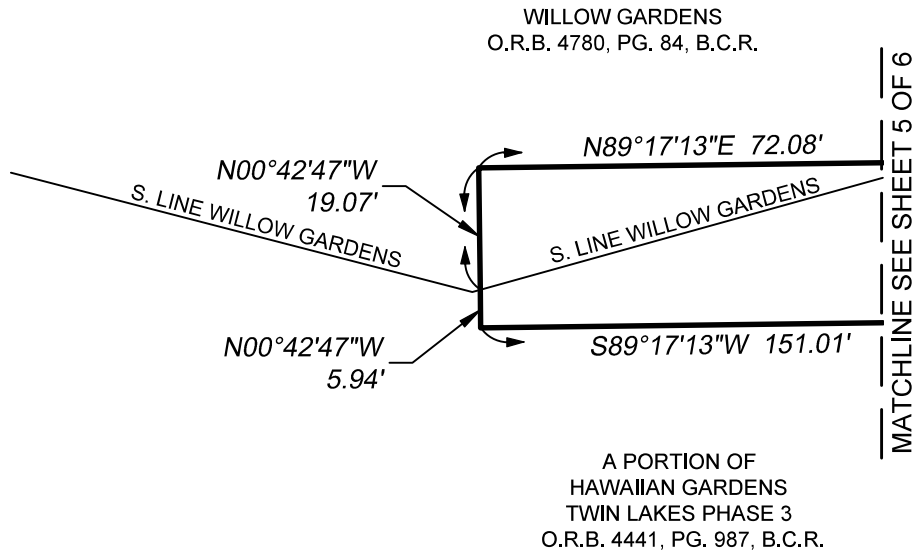 WILLOW GARDENS
O.R.B. 4780, PG. 84, B.C.R.
N89°17'13"E 72.08'
N00°42'47"W
19.07'
S. LINE WILLOW GARDENS
S. LINE WILLOW GARDENS
N00°42'47"W
5.94'
S89°17'13"W 151.01'
MATCHLINE SEE SHEET 5 OF 6
A PORTION OF
HAWAIIAN GARDENS
TWIN LAKES PHASE 3
O.R.B. 4441, PG. 987, B.C.R.